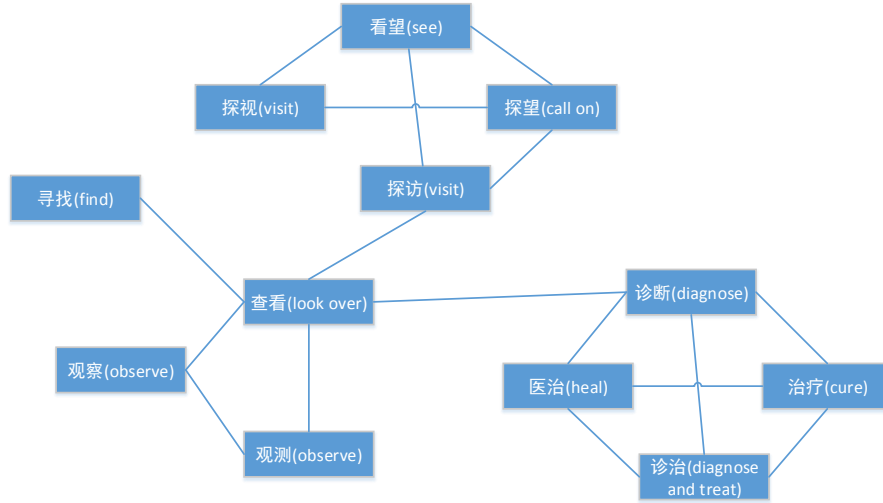 看望(see)
探视(visit)
探望(call on)
探访(visit)
寻找(find)
查看(look over)
诊断(diagnose)
观察(observe)
医治(heal)
治疗(cure)
观测(observe)
诊治(diagnose
and treat)